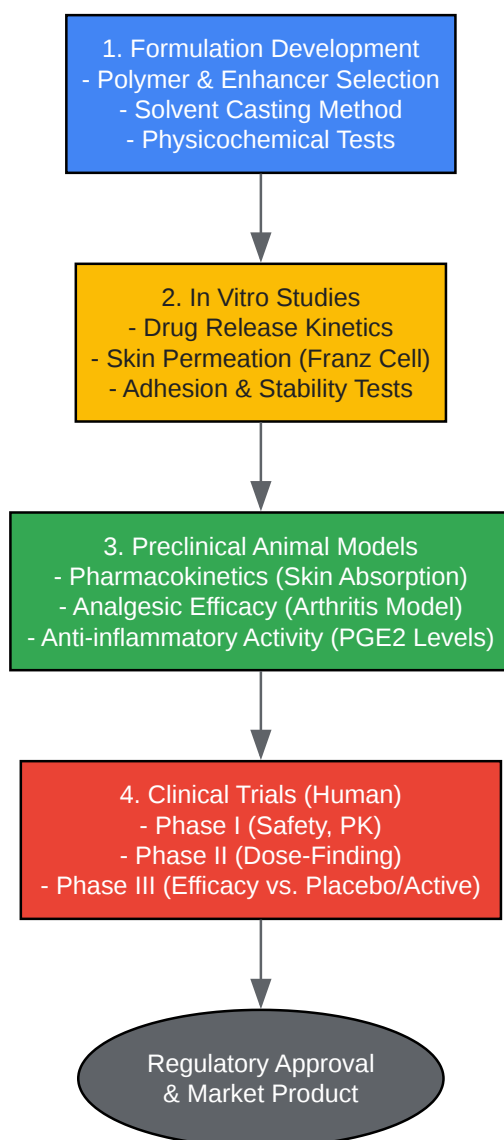 1. Formulation Development
- Polymer & Enhancer Selection
- Solvent Casting Method
- Physicochemical Tests
2. In Vitro Studies
- Drug Release Kinetics
- Skin Permeation (Franz Cell)
- Adhesion & Stability Tests
3. Preclinical Animal Models
- Pharmacokinetics (Skin Absorption)
- Analgesic Efficacy (Arthritis Model)
- Anti-inflammatory Activity (PGE2 Levels)
4. Clinical Trials (Human)
- Phase I (Safety, PK)
- Phase II (Dose-Finding)
- Phase III (Efficacy vs. Placebo/Active)
Regulatory Approval
& Market Product